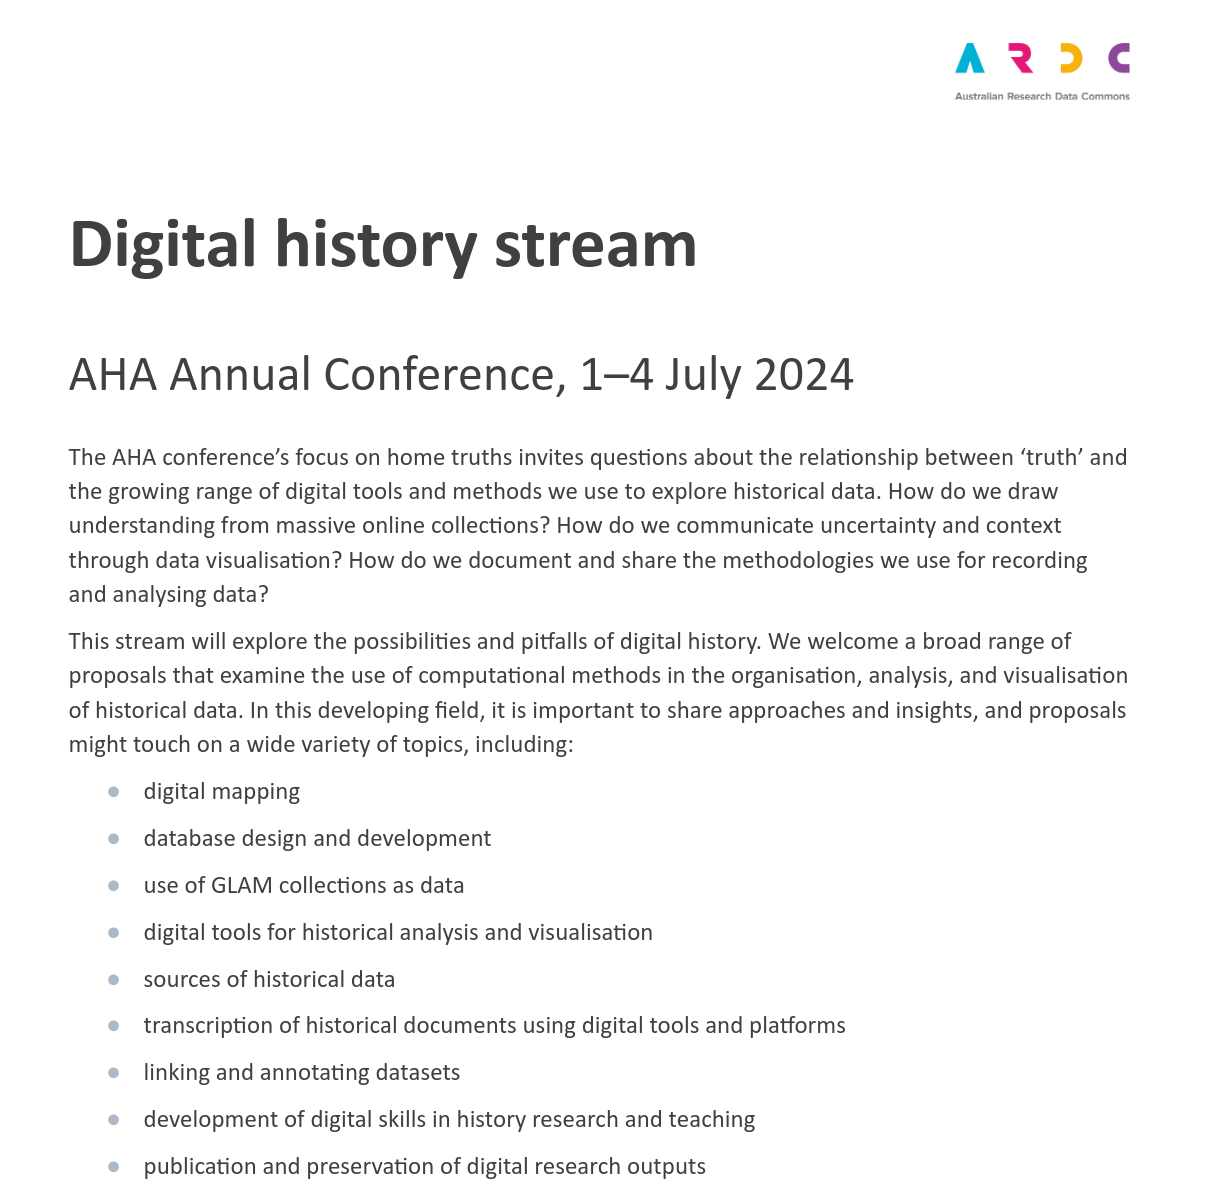 A R D C
Australian Research Data Commons
Digital history stream
AHA Annual Conference, 1–4 July 2024
The AHA conference’s focus on home truths invites questions about the relationship between ‘truth’ and
the growing range of digital tools and methods we use to explore historical data. How do we draw
understanding from massive online collections? How do we communicate uncertainty and context
through data visualisation? How do we document and share the methodologies we use for recording
and analysing data?
This stream will explore the possibilities and pitfalls of digital history. We welcome a broad range of
proposals that examine the use of computational methods in the organisation, analysis, and visualisation
of historical data. In this developing field, it is important to share approaches and insights, and proposals
might touch on a wide variety of topics, including:
● digital mapping
● database design and development
● use of GLAM collections as data
● digital tools for historical analysis and visualisation
● sources of historical data
● transcription of historical documents using digital tools and platforms
● linking and annotating datasets
● development of digital skills in history research and teaching
● publication and preservation of digital research outputs